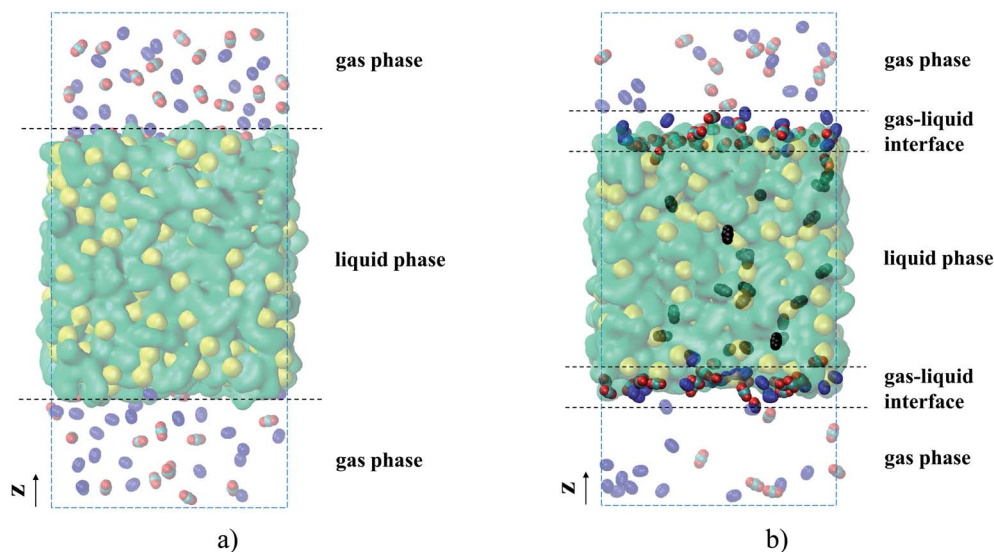 gas phase
liquid phase
gas phase
z
a)
gas phase
gas-liquid
interface
liquid phase
gas-liquid
interface
gas phase
z
b)